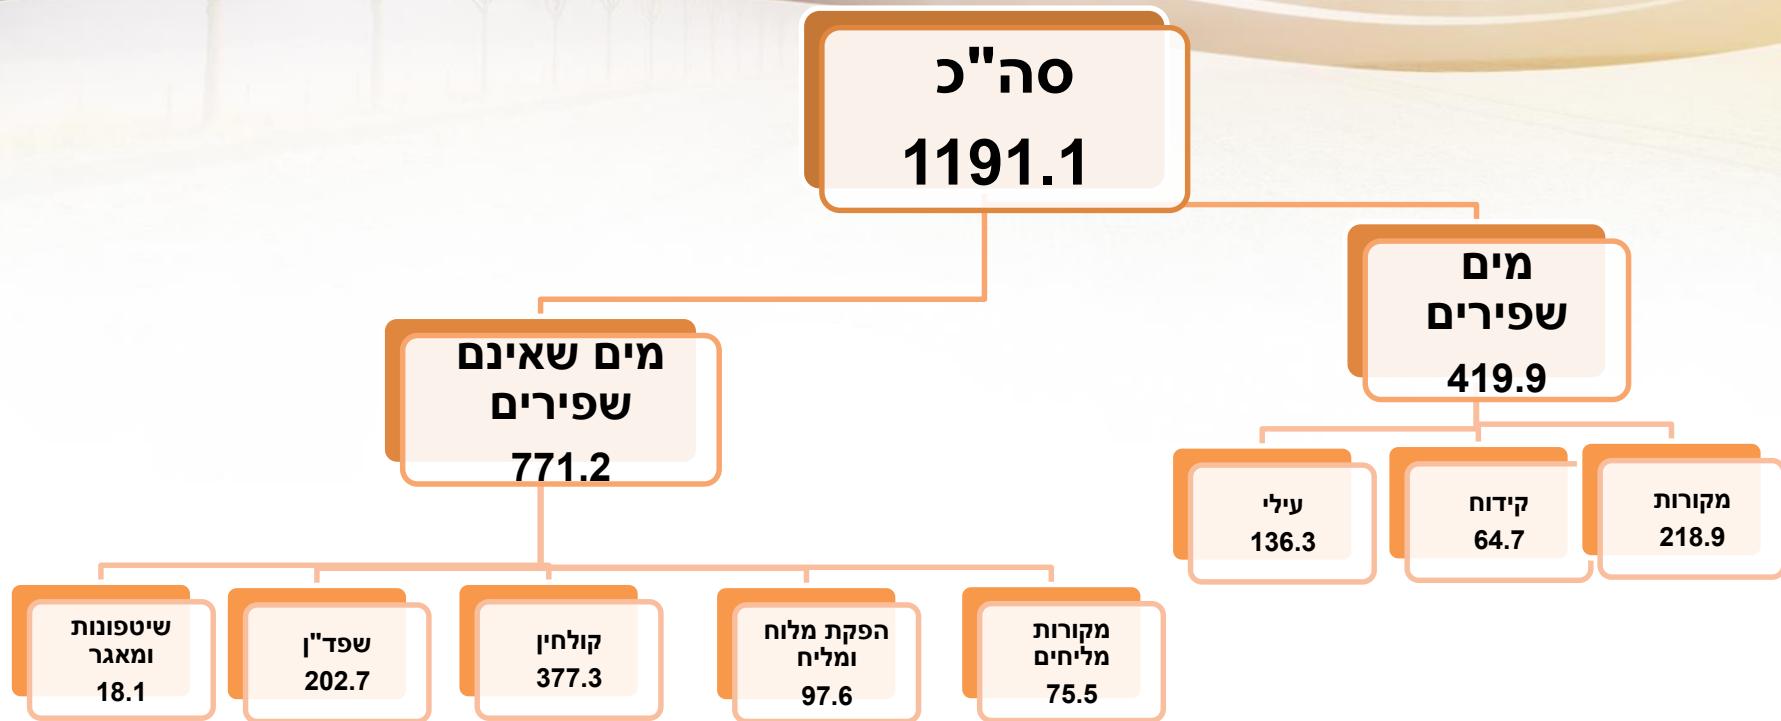 סה"כ
1191.1
מים
שפירים
419.9
מים שאינם
שפירים
771.2
מקורות
218.9
קידוח
64.7
עילי
136.3
מקורות
מליחים
75.5
הפקת מלוח
ומליח
97.6
קולחין
377.3
שפד"ן
202.7
שיטפונות
ומאגר
18.1